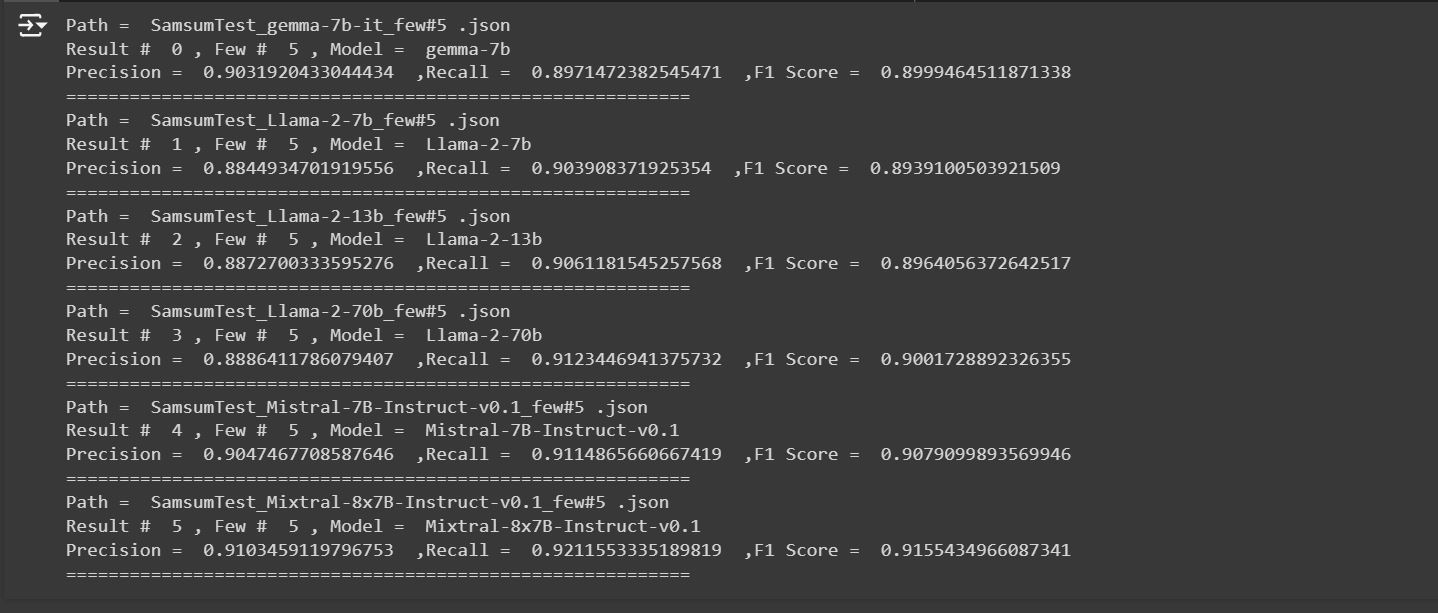 Path =  SamsumTest_gemma-7b-it_few#5 .json
Result #  0 , Few #  5 , Model =  gemma-7b
Precision =  0.9031920433044434  ,Recall =  0.8971472382545471  ,F1 Score =  0.8999464511871338
===========================================================
Path =  SamsumTest_Llama-2-7b_few#5 .json
Result #  1 , Few #  5 , Model =  Llama-2-7b
Precision =  0.8844934701919556  ,Recall =  0.903908371925354  ,F1 Score =  0.8939100503921509
===========================================================
Path =  SamsumTest_Llama-2-13b_few#5 .json
Result #  2 , Few #  5 , Model =  Llama-2-13b
Precision =  0.8872700333595276  ,Recall =  0.9061181545257568  ,F1 Score =  0.8964056372642517
===========================================================
Path =  SamsumTest_Llama-2-70b_few#5 .json
Result #  3 , Few #  5 , Model =  Llama-2-70b
Precision =  0.8886411786079407  ,Recall =  0.9123446941375732  ,F1 Score =  0.9001728892326355
===========================================================
Path =  SamsumTest_Mistral-7B-Instruct-v0.1_few#5 .json
Result #  4 , Few #  5 , Model =  Mistral-7B-Instruct-v0.1
Precision =  0.9047467708587646  ,Recall =  0.9114865660667419  ,F1 Score =  0.9079099893569946
===========================================================
Path =  SamsumTest_Mixtral-8x7B-Instruct-v0.1_few#5 .json
Result #  5 , Few #  5 , Model =  Mixtral-8x7B-Instruct-v0.1
Precision =  0.9103459119796753  ,Recall =  0.9211553335189819  ,F1 Score =  0.9155434966087341
===========================================================